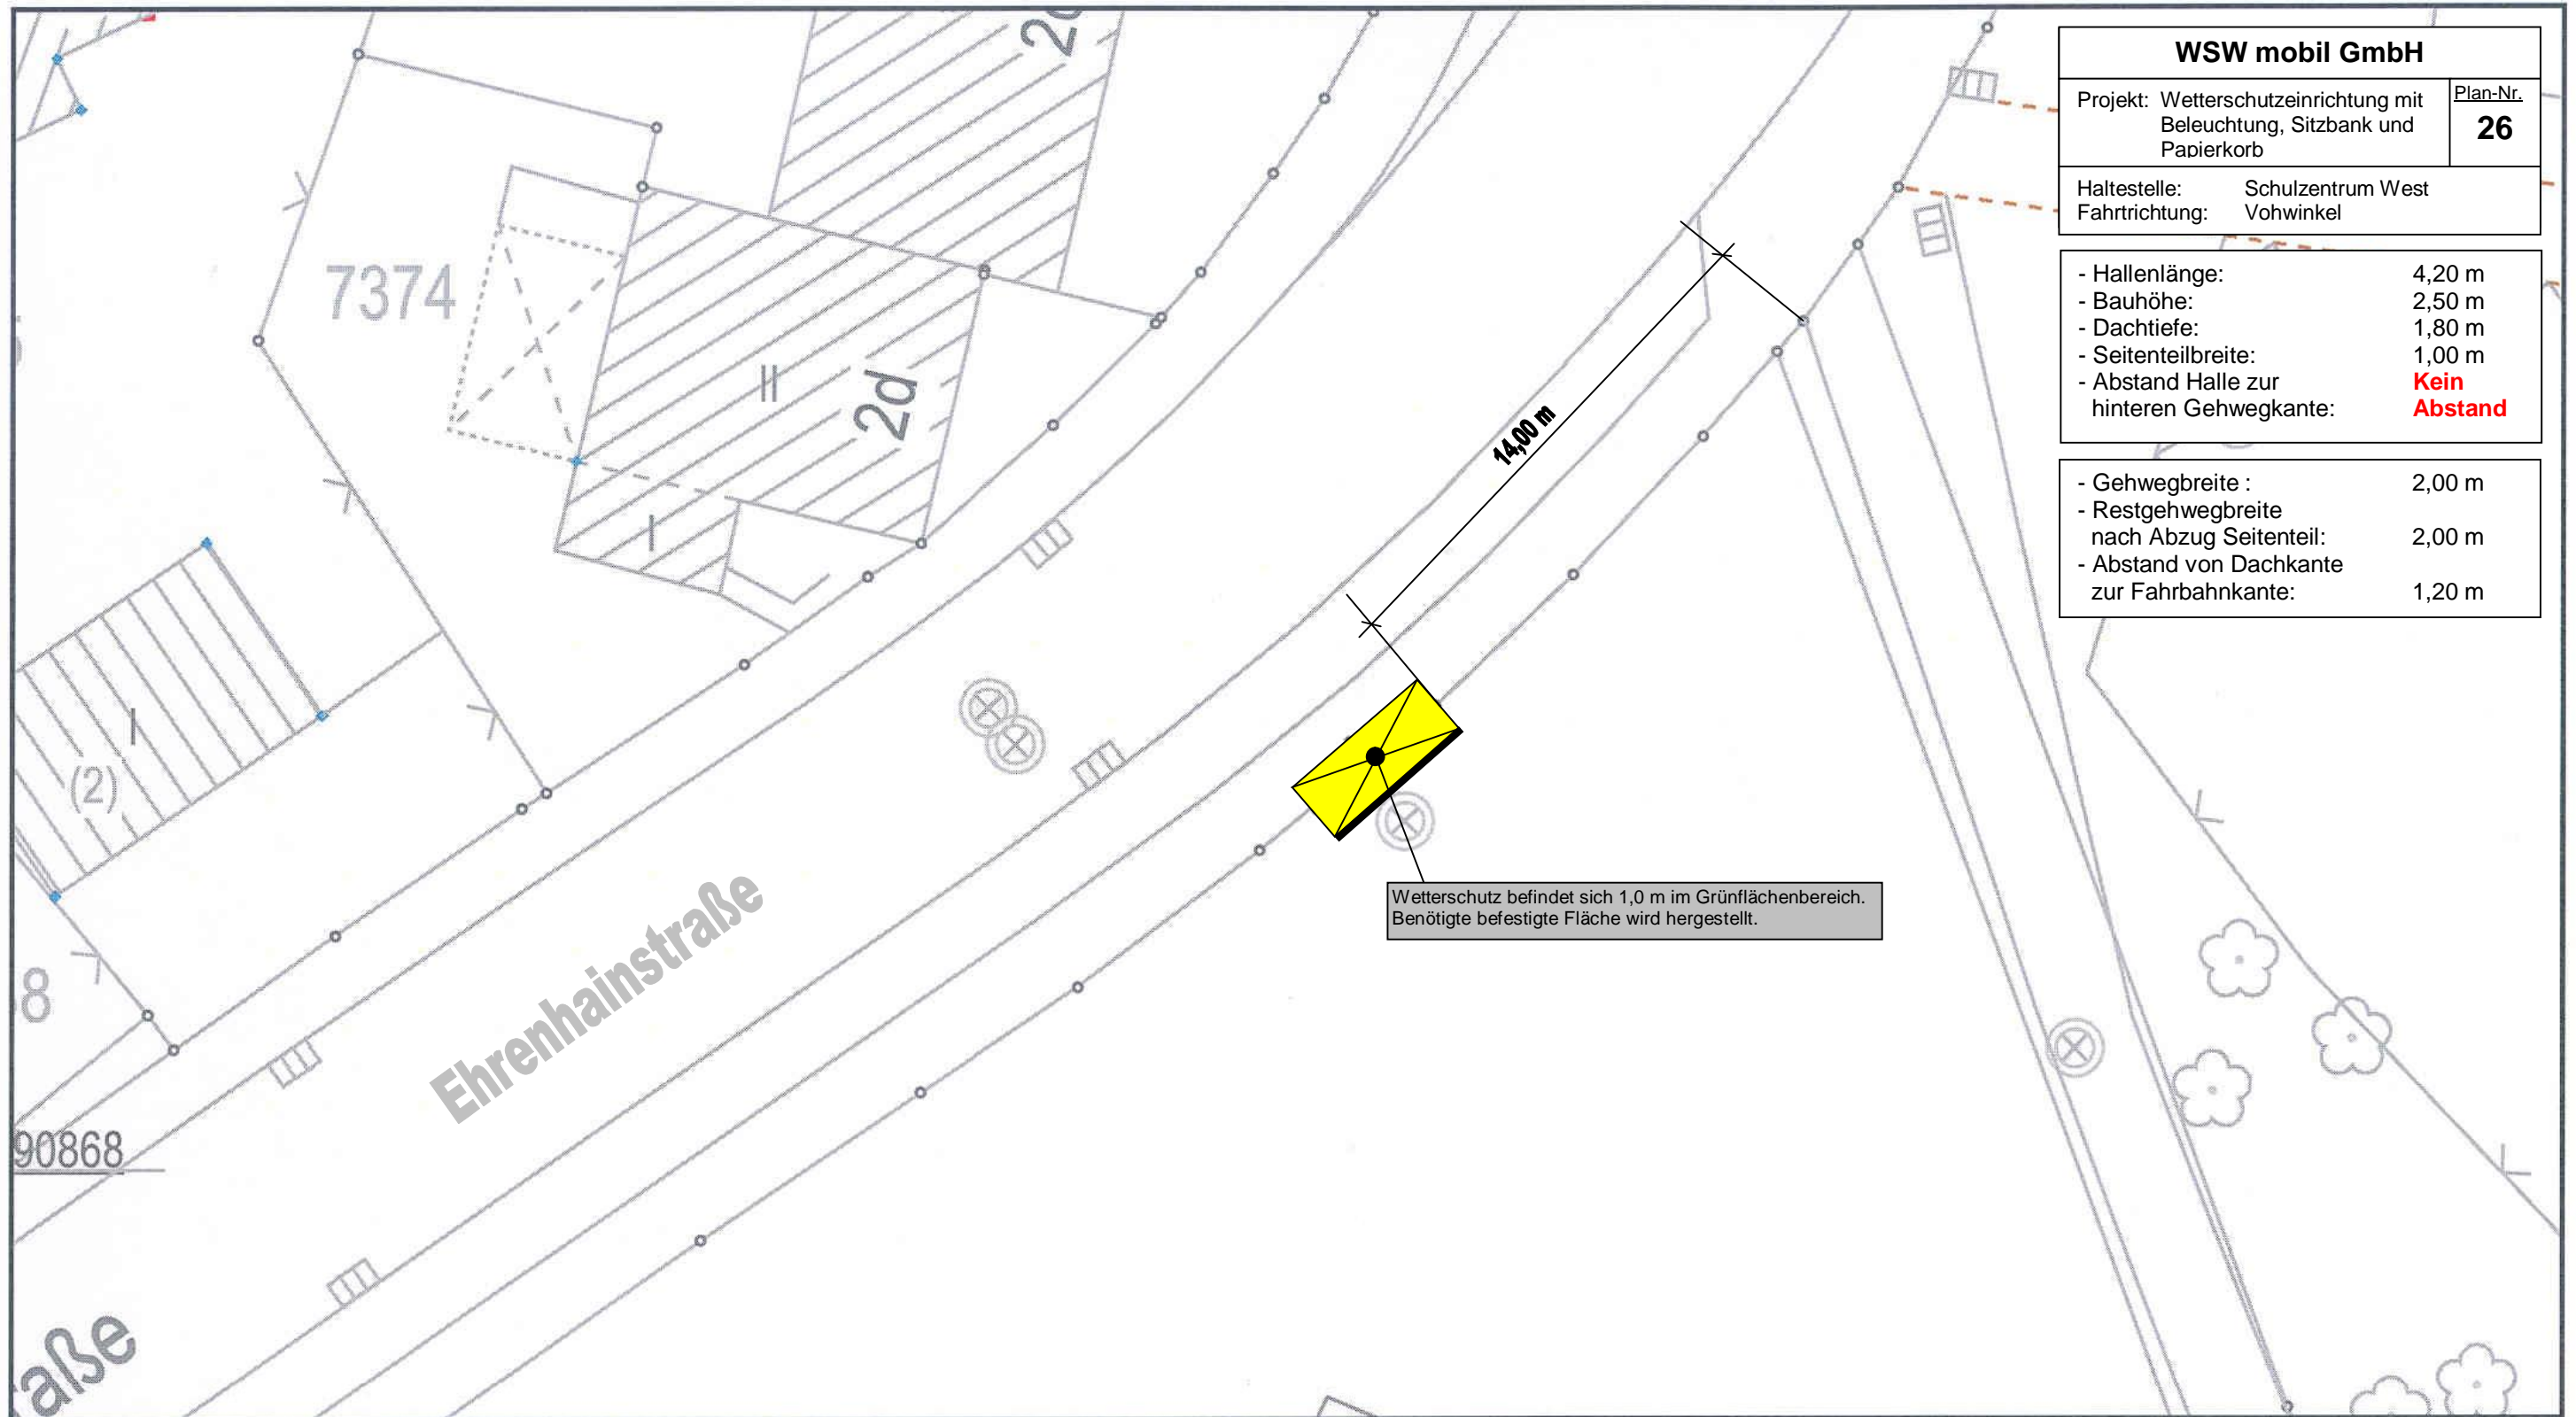 WSW mobil GmbH
Projekt: Wetterschutzeinrichtung mit
Beleuchtung, Sitzbank und
Papierkorb
Plan-Nr.
26
Haltestelle: Schulzentrum West
Fahrtrichtung: Vohwinkel
- Hallenlänge: 4,20 m
- Bauhöhe: 2,50 m
- Dachtiefe: 1,80 m
- Seitenteilbreite: 1,00 m
- Abstand Halle zur Kein
hinteren Gehwegkante: Abstand
- Gehwegbreite : 2,00 m
- Restgehwegbreite
nach Abzug Seitenteil: 2,00 m
- Abstand von Dachkante
zur Fahrbahnkante: 1,20 m
7374
II
2d
I
14,00 m
I
(2)
Wetterschutz befindet sich 1,0 m im Grünflächenbereich.
Benötigte befestigte Fläche wird hergestellt.
Ehrenhainstraße
8
90868
raße